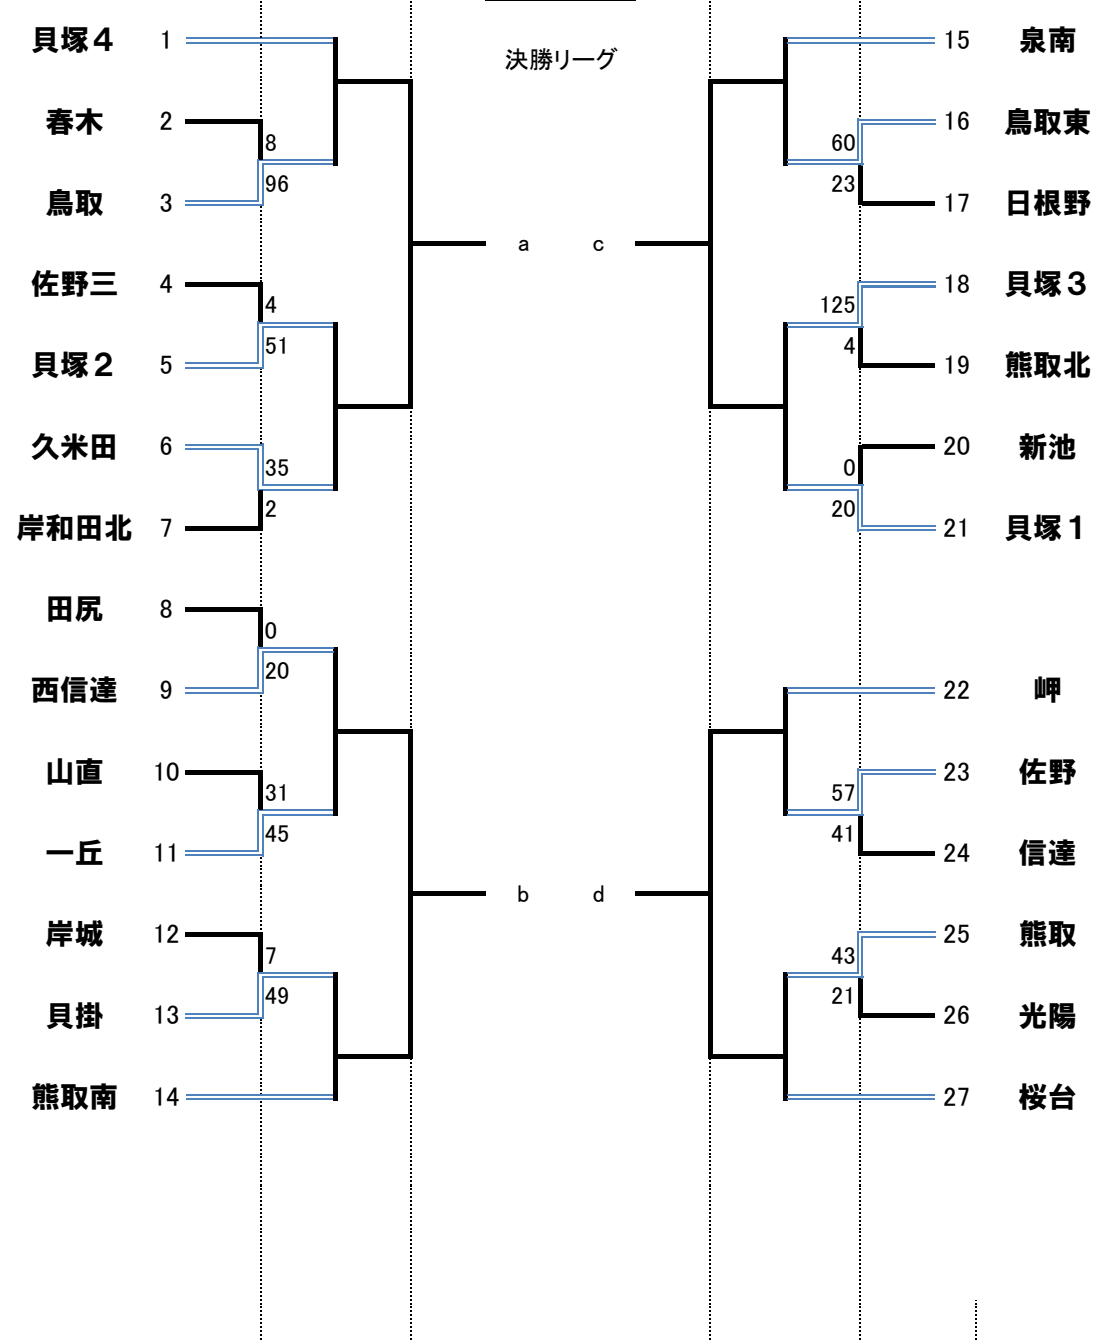 決勝リーグ
貝塚４ 1
春木 2
8
96
鳥取 3
佐野三 4
4
51
貝塚２ 5
久米田 6
35
2
岸和田北 7
田尻 8
0
20
西信達 9
山直 10
31
45
一丘 11
岸城 12
7
49
貝掛 13
熊取南 14
a c
b d
15 泉南
16 鳥取東
60
23
17 日根野
18 貝塚３
125
4
19 熊取北
20 新池
0
20
21 貝塚１
22 岬
23 佐野
57
41
24 信達
25 熊取
43
21
26 光陽
27 桜台